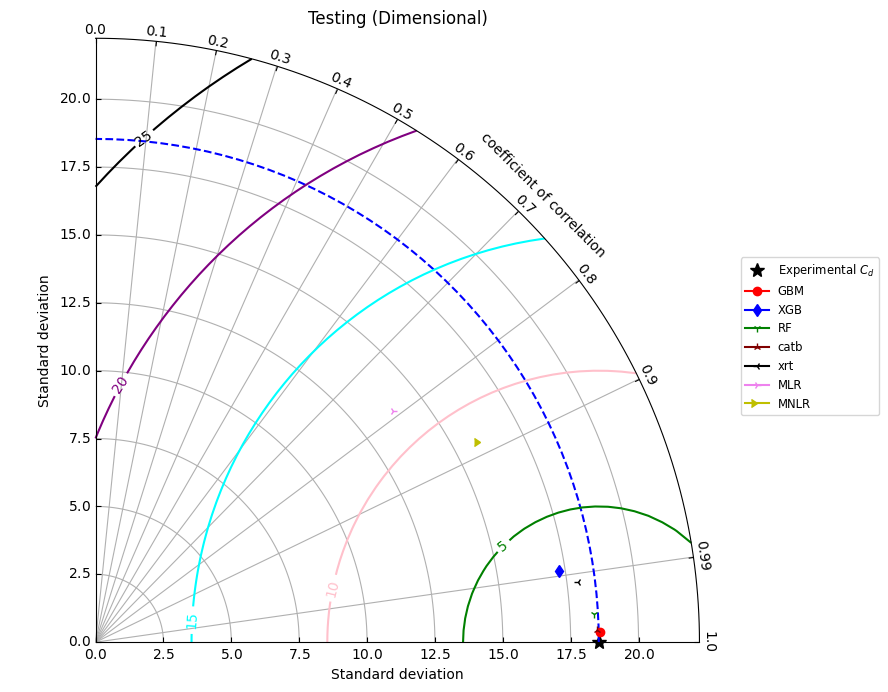 Testing (Dimensional)
0.0
0.1
0.2
0.3
0.4
0.5
0.6
0.7
0.8
0.9
0.99
1.0
coefficient of correlation
Standard deviation
20.0
17.5
15.0
12.5
10.0
7.5
5.0
2.5
0.0
25
20
15
10
5
0.0 2.5 5.0 7.5 10.0 12.5 15.0 17.5 20.0
Standard deviation
Experimental C_d
GBM
XGB
RF
catb
xrt
MLR
MNLR